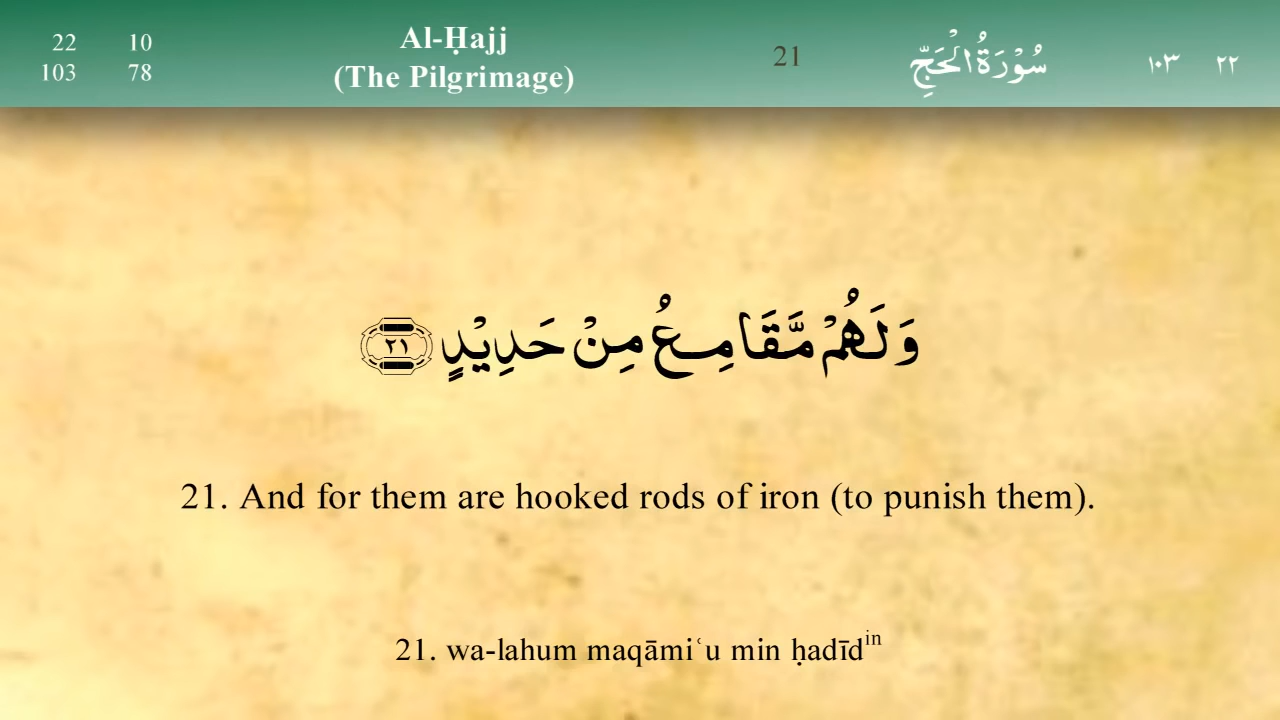 22 10
103 78
Al-Ḥajj
(The Pilgrimage)
21
سُوْرَةُ الْحَجِّ
١٠٣ ٢٢
وَلَهُمْ مَّقَامِعُ مِنْ حَدِيْدٍ ٢١
21. And for them are hooked rods of iron (to punish them).
21. wa-lahum maqāmiʿu min ḥadīdin